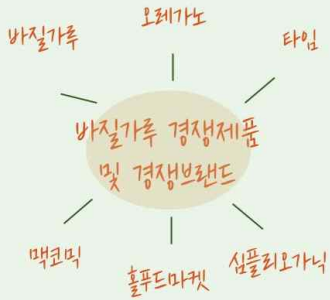 오레가노
바질가루
타임
바질가루 경쟁제품
및 경쟁브랜드
맥코믹
홀푸드마켓
심플리오가닉